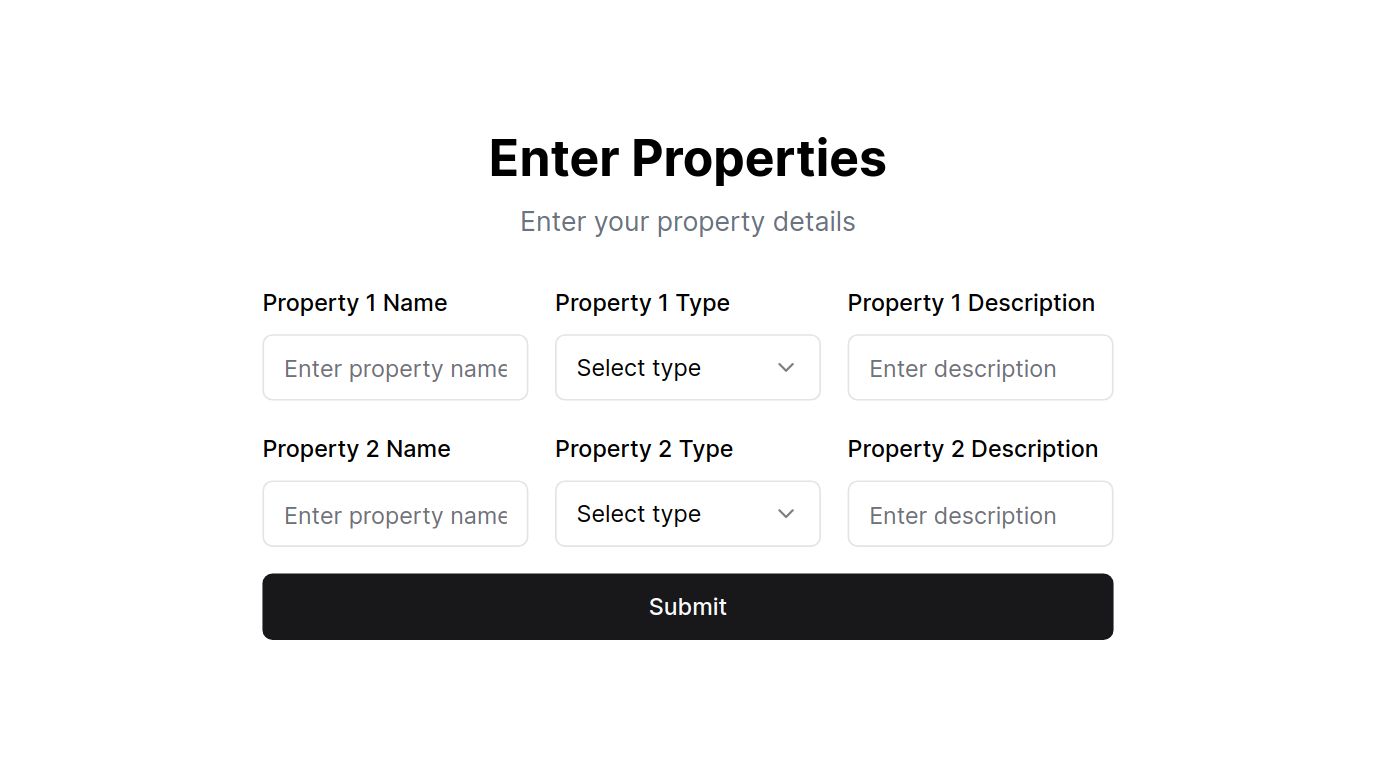 Enter Properties
Enter your property details
Property 1 Name Property 1 Type Property 1 Description
Enter property name Select type Enter description
Property 2 Name Property 2 Type Property 2 Description
Enter property name Select type Enter description
Submit